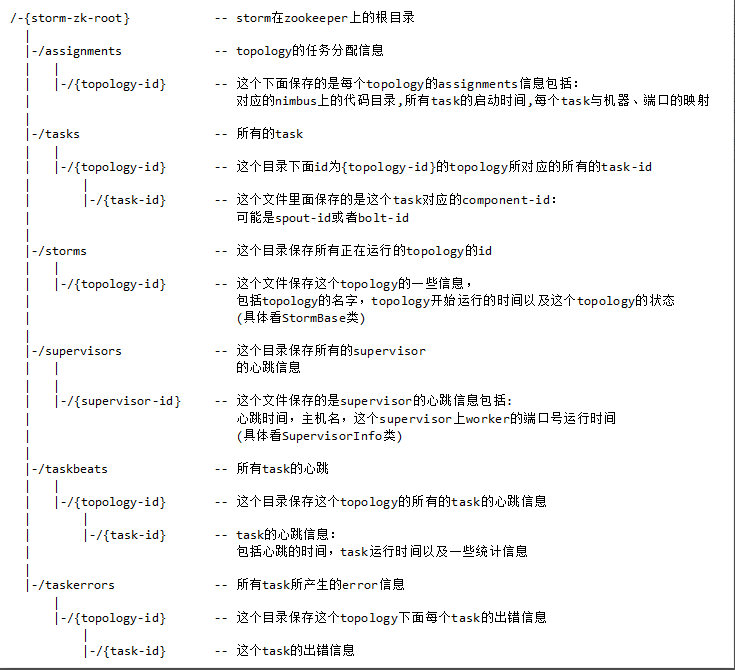 /-{storm-zk-root} -- storm在zookeeper上的根目录
|
|-/assignments -- topology的任务分配信息
| |
| |-/{topology-id} -- 这个下面保存的是每个topology的assignments信息包括:
| 对应的nimbus上的代码目录,所有task的启动时间,每个task与机器、端口的映射
|
|-/tasks -- 所有的task
| |
| |-/{topology-id} -- 这个目录下面id为{topology-id}的topology所对应的所有的task-id
| |
| |-/{task-id} -- 这个文件里面保存的是这个task对应的component-id:
| 可能是spout-id或者bolt-id
|
|-/storms -- 这个目录保存所有正在运行的topology的id
| |
| |-/{topology-id} -- 这个文件保存这个topology的一些信息,
| 包括topology的名字，topology开始运行的时间以及这个topology的状态
| (具体看StormBase类)
|
|-/supervisors -- 这个目录保存所有的supervisor
| | 的心跳信息
| |
| |-/{supervisor-id} -- 这个文件保存的是supervisor的心跳信息包括:
| 心跳时间，主机名，这个supervisor上worker的端口号运行时间
| (具体看SupervisorInfo类)
|
|-/taskbeats -- 所有task的心跳
| |
| |-/{topology-id} -- 这个目录保存这个topology的所有的task的心跳信息
| |
| |-/{task-id} -- task的心跳信息:
| 包括心跳的时间，task运行时间以及一些统计信息
|
|-/taskerrors -- 所有task所产生的error信息
|
|-/{topology-id} -- 这个目录保存这个topology下面每个task的出错信息
|
|-/{task-id} -- 这个task的出错信息